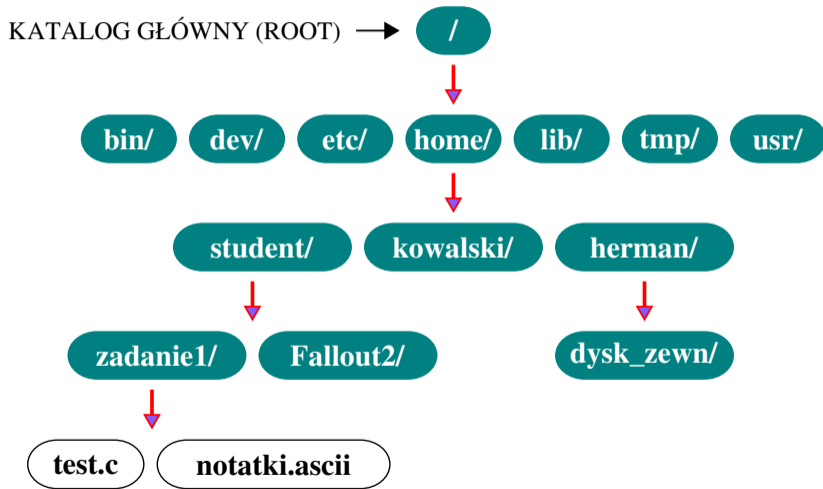 KATALOG GŁÓWNY (ROOT) /
bin/ dev/ etc/ home/ lib/ tmp/ usr/
student/ kowalski/ herman/
zadanie1/ Fallout2/ dysk_zewn/
test.c notatki.ascii